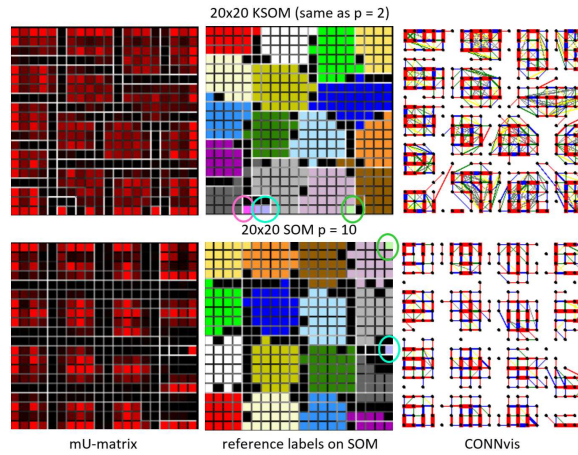 20x20 KSOM (same as p = 2)
20x20 SOM p = 10
mU-matrix
reference labels on SOM
CONNvis